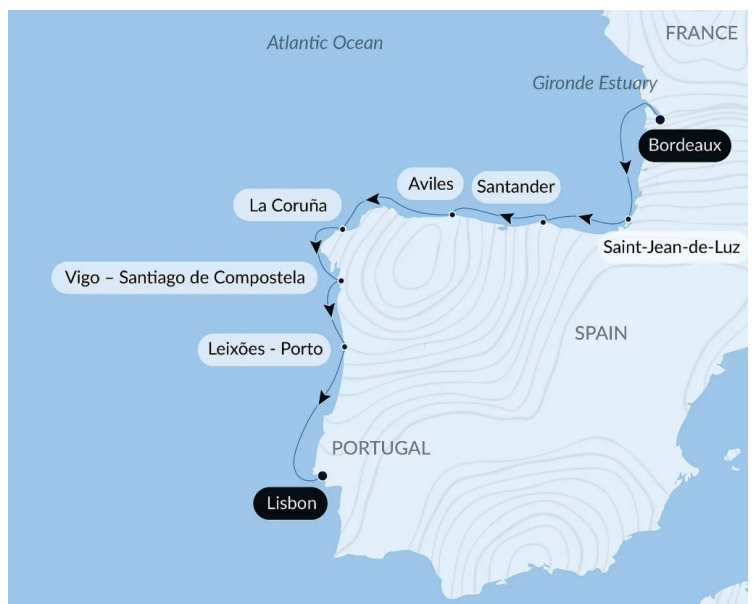 FRANCE
Atlantic Ocean
Gironde Estuary
Bordeaux
Aviles
Santander
La Coruña
Saint-Jean-de-Luz
Vigo – Santiago de Compostela
SPAIN
Leixões - Porto
PORTUGAL
Lisbon